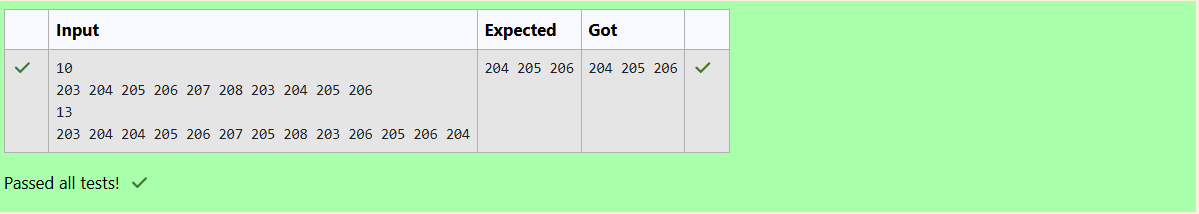 Input Expected Got
10 204 205 206 204 205 206
203 204 205 206 207 208 203 204 205 206
13
203 204 204 205 206 207 205 208 203 206 205 206 204
Passed all tests!